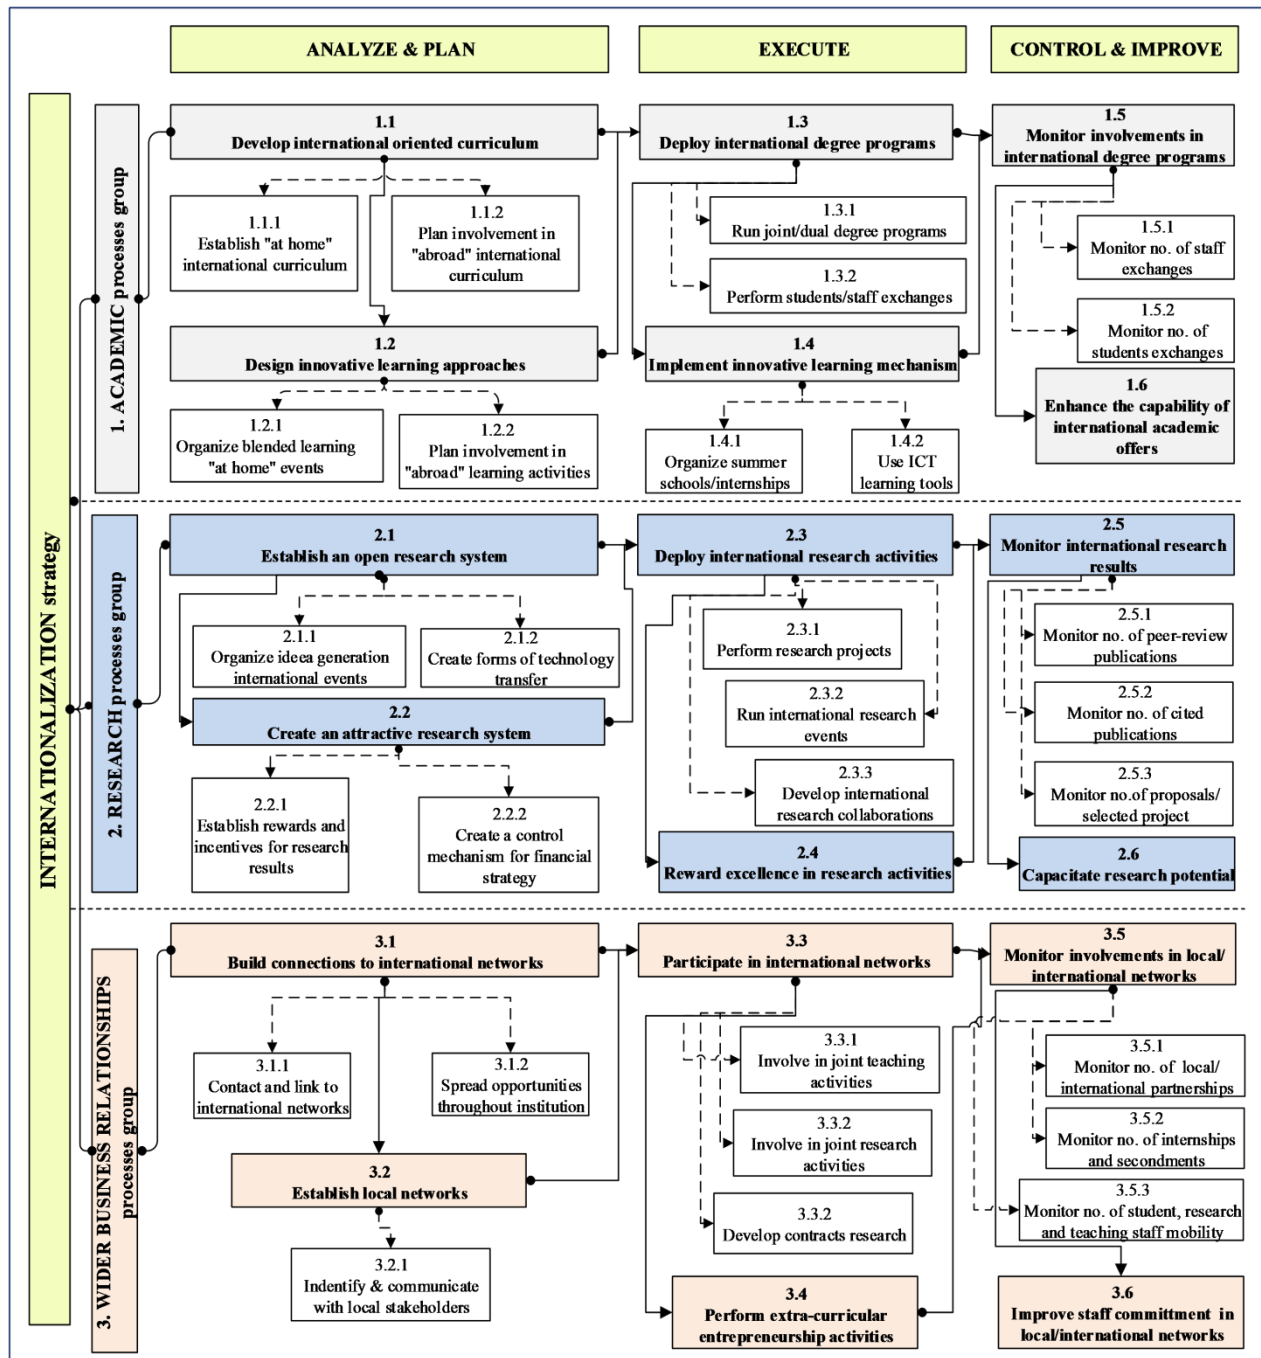 ANALYZE & PLAN
EXECUTE
CONTROL & IMPROVE
INTERNATIONALIZATION strategy
1. ACADEMIC processes group
1.1
Develop international oriented curriculum
1.1.1
Establish "at home"
international curriculum
1.1.2
Plan involvement in
"abroad" international
curriculum
1.2
Design innovative learning approaches
1.2.1
Organize blended learning
"at home" events
1.2.2
Plan involvement in
"abroad" learning activities
1.3
Deploy international degree programs
1.3.1
Run joint/dual degree programs
1.3.2
Perform students/staff exchanges
1.4
Implement innovative learning mechanism
1.4.1
Organize summer
schools/internships
1.4.2
Use ICT
learning tools
1.5
Monitor involvements in
international degree programs
1.5.1
Monitor no. of staff
exchanges
1.5.2
Monitor no. of
students exchanges
1.6
Enhance the capability of
international academic
offers
2. RESEARCH processes group
2.1
Establish an open research system
2.1.1
Organize ideea generation
international events
2.1.2
Create forms of technology
transfer
2.2
Create an attractive research system
2.2.1
Establish rewards and
incentives for research
results
2.2.2
Create a control
mechanism for financial
strategy
2.3
Deploy international research activities
2.3.1
Perform research projects
2.3.2
Run international research
events
2.3.3
Develop international
research collaborations
2.4
Reward excellence in research activities
2.5
Monitor international research
results
2.5.1
Monitor no. of peer-review
publications
2.5.2
Monitor no. of cited
publications
2.5.3
Monitor no.of proposals/
selected project
2.6
Capacitate research potential
3. WIDER BUSINESS RELATIONSHIPS
processes group
3.1
Build connections to international networks
3.1.1
Contact and link to
international networks
3.1.2
Spread opportunities
throughout institution
3.2
Establish local networks
3.2.1
Indentify & communicate
with local stakeholders
3.3
Participate in international networks
3.3.1
Involve in joint teaching
activities
3.3.2
Involve in joint research
activities
3.3.2
Develop contracts research
3.4
Perform extra-curricular
entrepreneurship activities
3.5
Monitor involvements in local/
international networks
3.5.1
Monitor no. of local/
international partnerships
3.5.2
Monitor no. of internships
and secondments
3.5.3
Monitor no. of student, research
and teaching staff mobility
3.6
Improve staff committment in
local/international networks